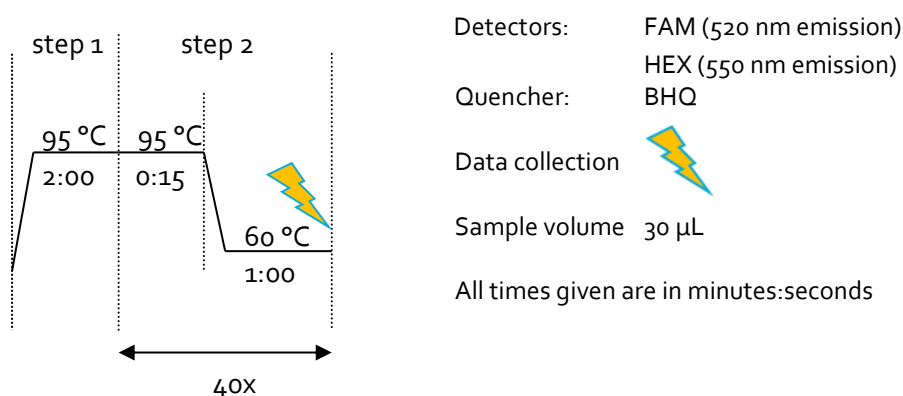 step 1 step 2
95 °C 95 °C
2:00 0:15
60 °C
1:00
40x
Detectors: FAM (520 nm emission)
HEX (550 nm emission)
Quencher: BHQ
Data collection
Sample volume 30 µL
All times given are in minutes:seconds